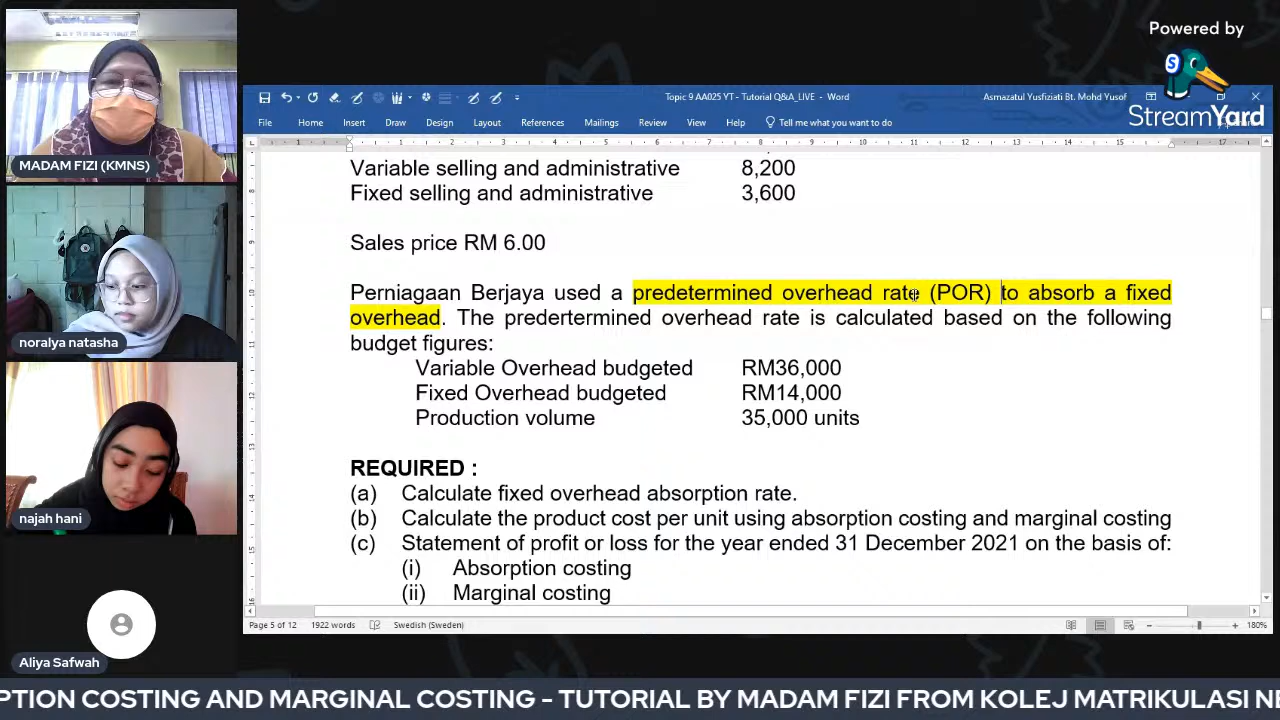 Powered by
S
StreamYard
MADAM FIZI (KMNS)
noralya natasha
najah hani
Aliya Safwah
Topic 9 AA025 YT - Tutorial Q&A_LIVE - Word
Asmazatul Yusfiziati Bt. Mohd Yusof
File Home Insert Draw Design Layout References Mailings Review View Help Tell me what you want to do
Variable selling and administrative 8,200
Fixed selling and administrative 3,600
Sales price RM 6.00
Perniagaan Berjaya used a predetermined overhead rate (POR) to absorb a fixed
overhead. The predertermined overhead rate is calculated based on the following
budget figures:
Variable Overhead budgeted RM36,000
Fixed Overhead budgeted RM14,000
Production volume 35,000 units
REQUIRED :
(a) Calculate fixed overhead absorption rate.
(b) Calculate the product cost per unit using absorption costing and marginal costing
(c) Statement of profit or loss for the year ended 31 December 2021 on the basis of:
(i) Absorption costing
(ii) Marginal costing
Page 5 of 12 1922 words Swedish (Sweden) 180%
PTION COSTING AND MARGINAL COSTING - TUTORIAL BY MADAM FIZI FROM KOLEJ MATRIKULASI NE